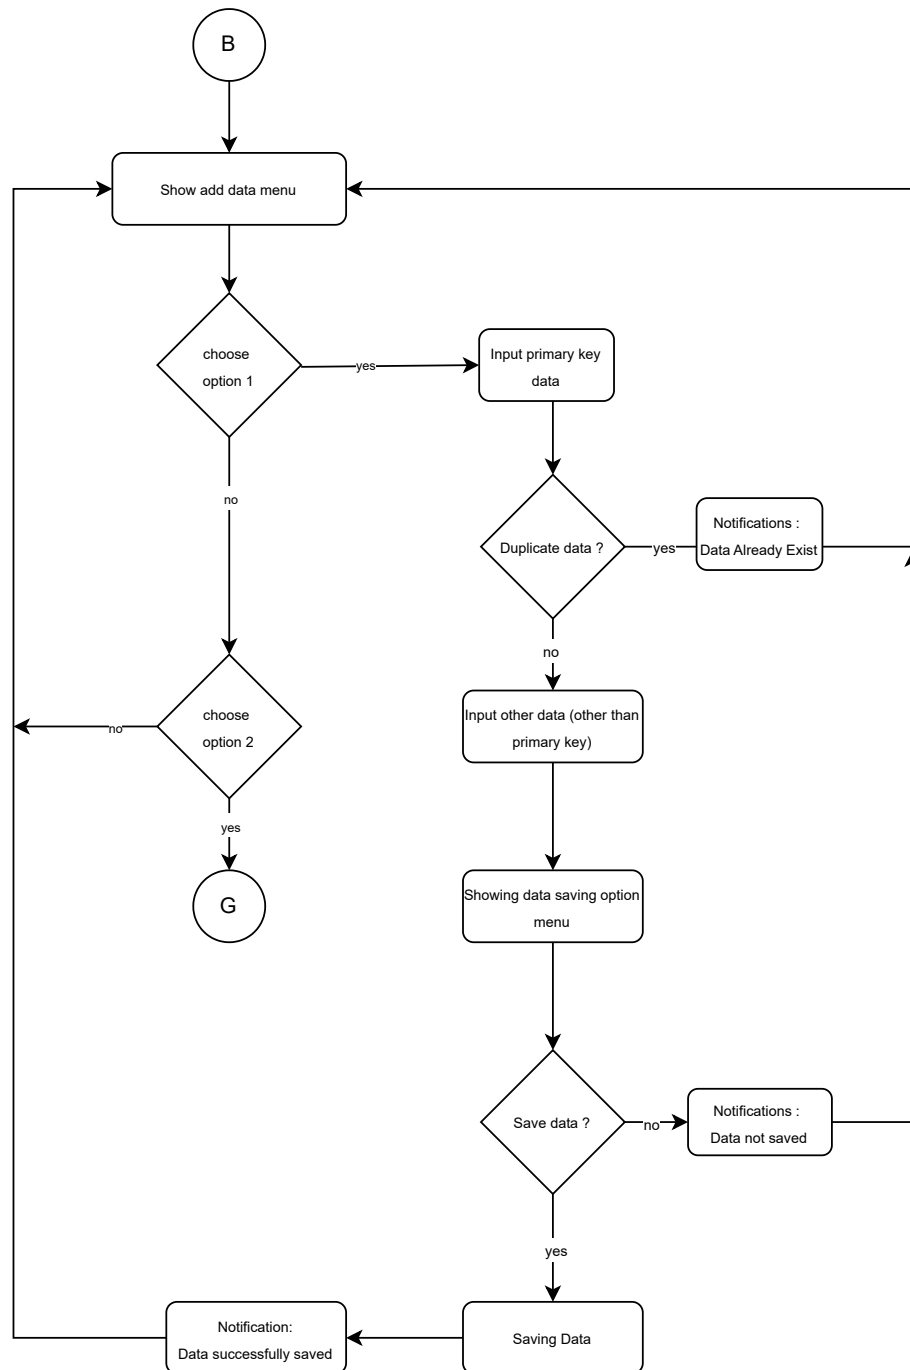 B
Show add data menu
choose
option 1
yes
Input primary key
data
no
Duplicate data ?
yes
Notifications :
Data Already Exist
no
Input other data (other than
primary key)
choose
option 2
no
yes
G
Showing data saving option
menu
Save data ?
no
Notifications :
Data not saved
yes
Saving Data
Notification:
Data successfully saved